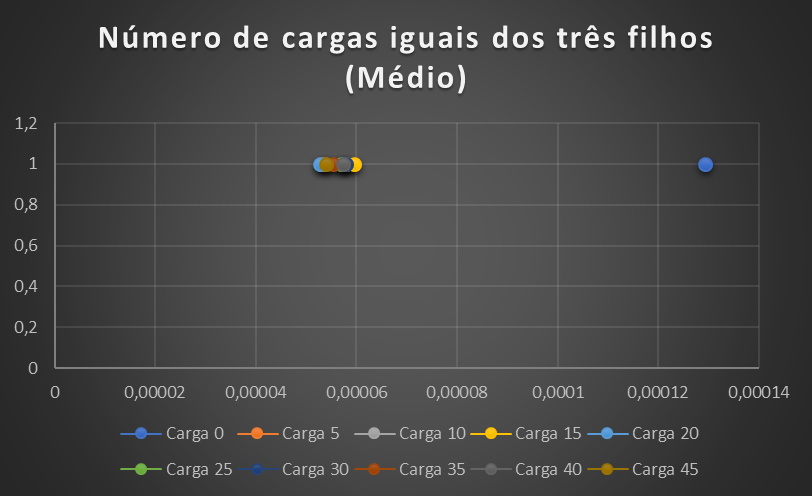 Número de cargas iguais dos três filhos
(Médio)
1,2
1
0,8
0,6
0,4
0,2
0
0 0,00002 0,00004 0,00006 0,00008 0,0001 0,00012 0,00014
Carga 0 Carga 5 Carga 10 Carga 15 Carga 20
Carga 25 Carga 30 Carga 35 Carga 40 Carga 45